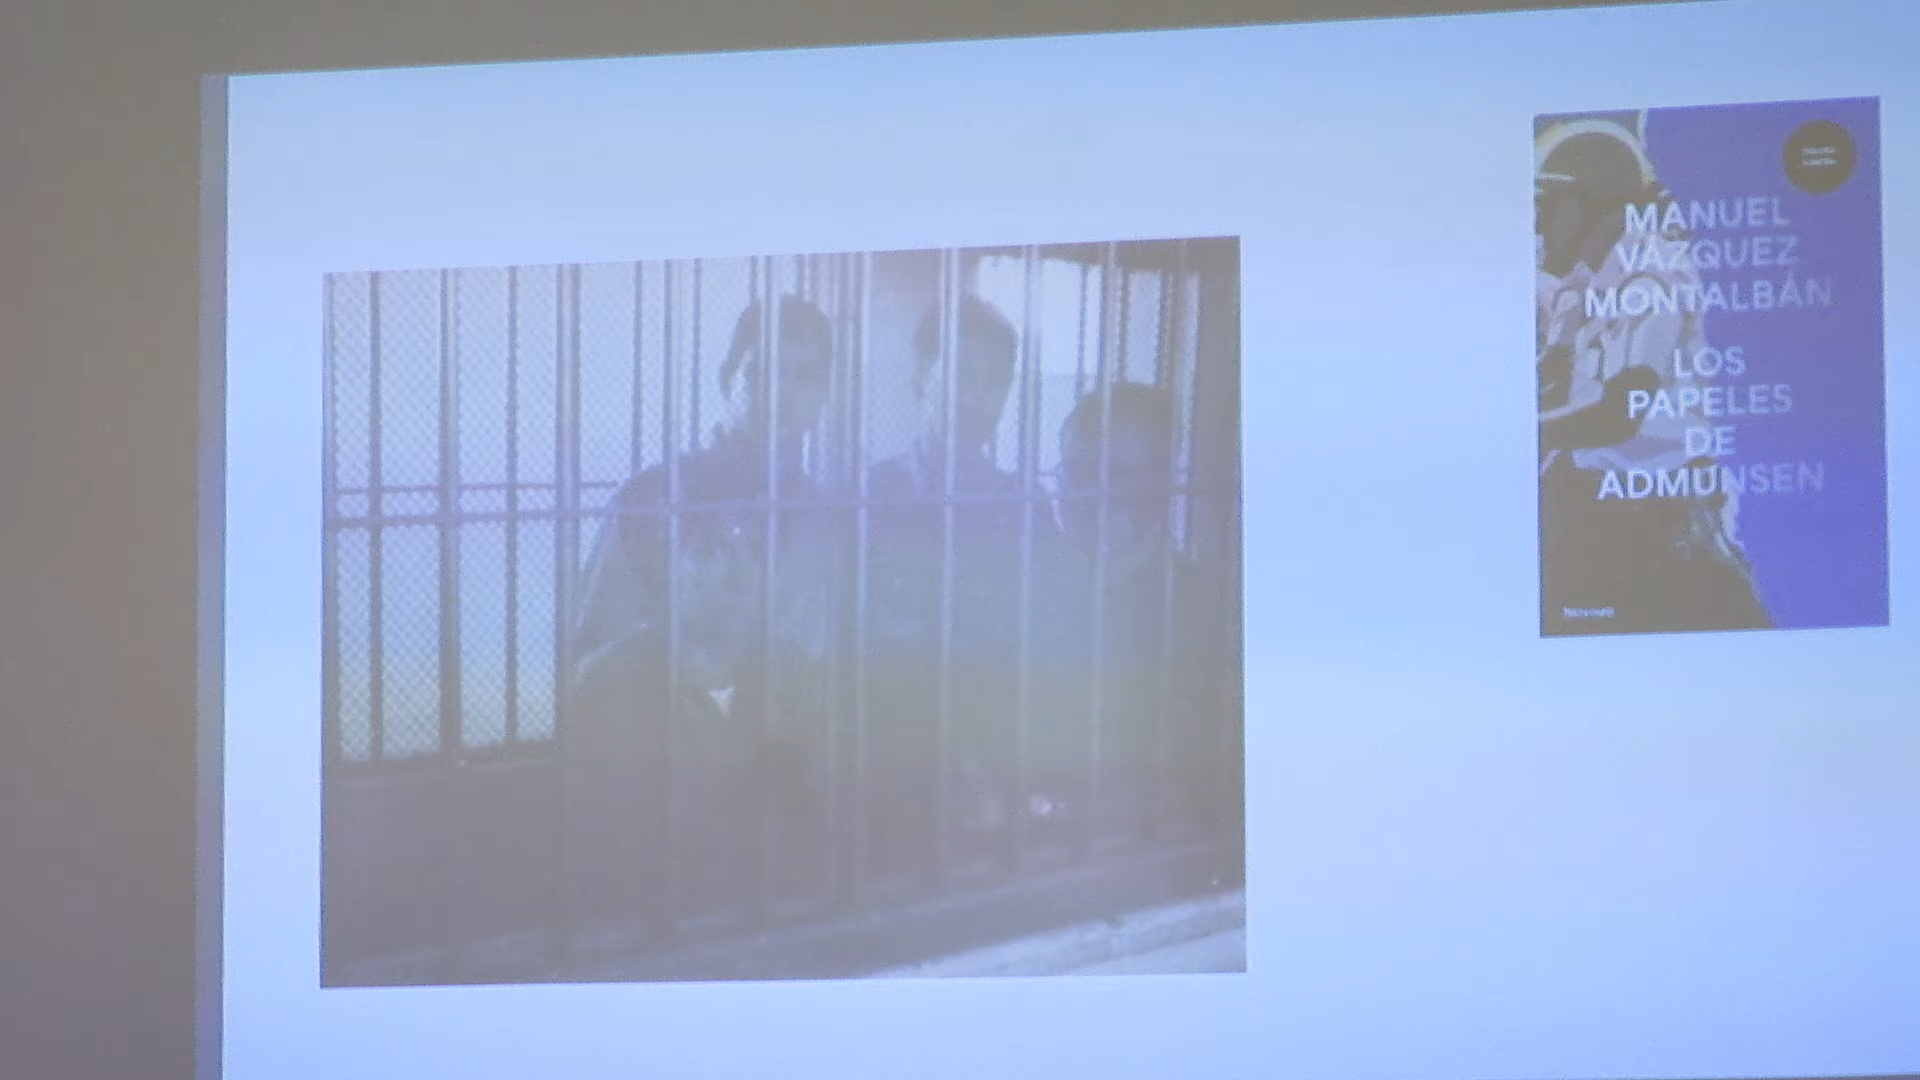 MANUEL
VÁZQUEZ
MONTALBÁN
LOS
PAPELES
DE
ADMUNSEN